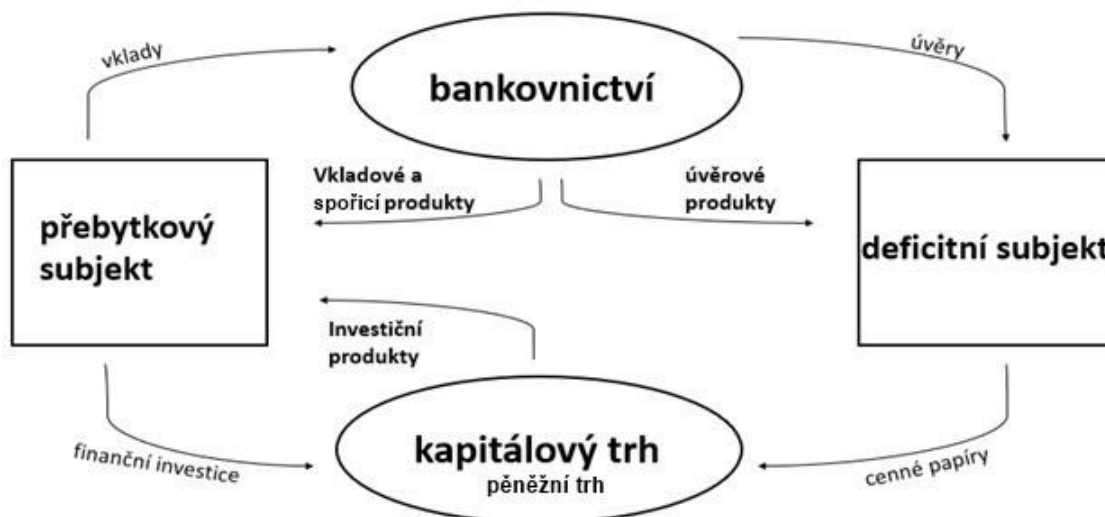 vklady
úvěry
bankovnictví
Vkladové a
spořicí produkty
úvěrové
produkty
přebytkový
subjekt
deficitní subjekt
Investiční
produkty
finanční investice
kapitálový trh
pěněžní trh
cenné papíry